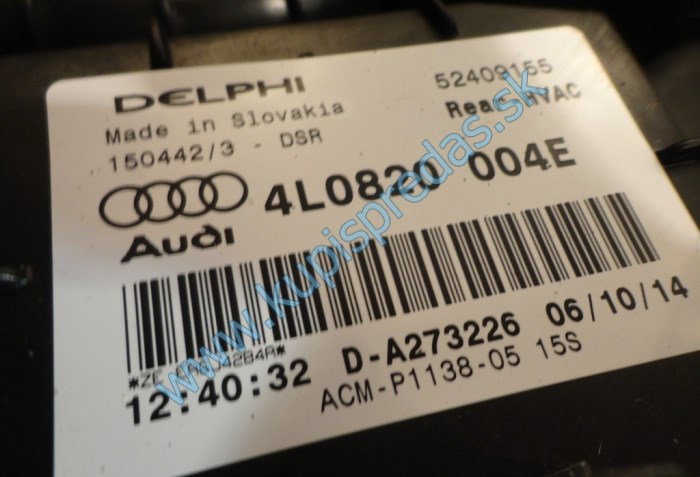 DELPHI 52409155
Made in Slovakia Rear HVAC
150442/3 - DSR
4L0820 004E
Audi
www.kupispredas.sk
12:40:32 D-A273226 06/10/14
ACM-P1138-05 15S